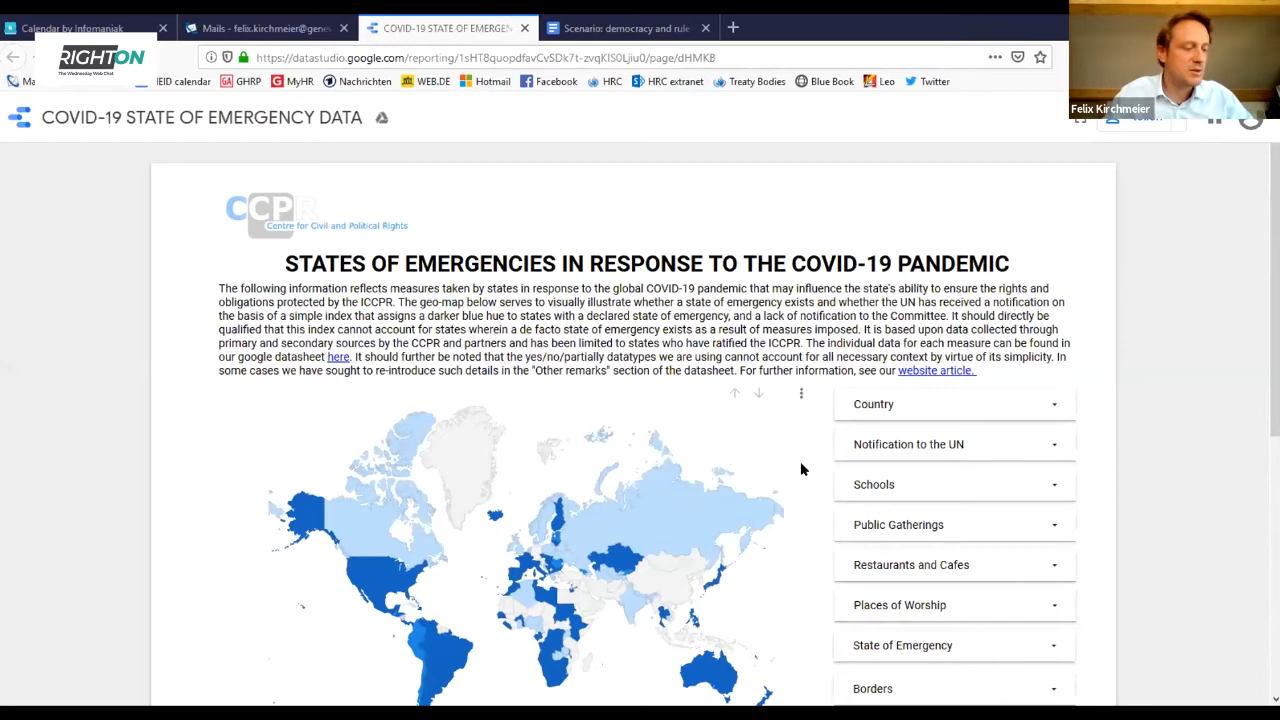 Calendar by Infomaniak
Mails - felix.kirchmeier@gene
COVID-19 STATE OF EMERGEN
Scenario: democracy and rule
RIGHTON
The Wednesday Web Chat
https://datastudio.google.com/reporting/1sHT8quopdfavCvSDk7t-zvqKlS0Ljiu0/page/dHMKB
Ma
EID calendar
GHRP
MyHR
Nachrichten
WEB.DE
Hotmail
Facebook
HRC
HRC extranet
Treaty Bodies
Blue Book
Leo
Twitter
Felix Kirchmeier
COVID-19 STATE OF EMERGENCY DATA
CCPR
Centre for Civil and Political Rights
STATES OF EMERGENCIES IN RESPONSE TO THE COVID-19 PANDEMIC
The following information reflects measures taken by states in response to the global COVID-19 pandemic that may influence the state's ability to ensure the rights and
obligations protected by the ICCPR. The geo-map below serves to visually illustrate whether a state of emergency exists and whether the UN has received a notification on
the basis of a simple index that assigns a darker blue hue to states with a declared state of emergency, and a lack of notification to the Committee. It should directly be
qualified that this index cannot account for states wherein a de facto state of emergency exists as a result of measures imposed. It is based upon data collected through
primary and secondary sources by the CCPR and partners and has been limited to states who have ratified the ICCPR. The individual data for each measure can be found in
our google datasheet here. It should further be noted that the yes/no/partially datatypes we are using cannot account for all necessary context by virtue of its simplicity. In
some cases we have sought to re-introduce such details in the "Other remarks" section of the datasheet. For further information, see our website article.
Country
Notification to the UN
Schools
Public Gatherings
Restaurants and Cafes
Places of Worship
State of Emergency
Borders